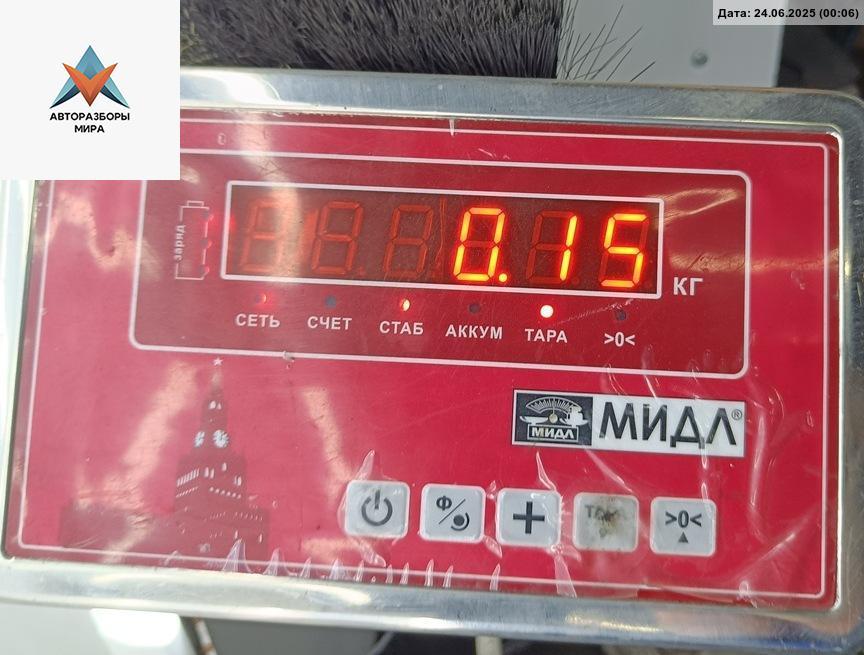 Дата: 24.06.2025 (00:06)
АВТОРАЗБОРЫ
МИРА
заряд
0.15
КГ
СЕТЬ СЧЕТ СТАБ АККУМ ТАРА >0<
МИДЛ МИДЛ®
Ф/ + >0<